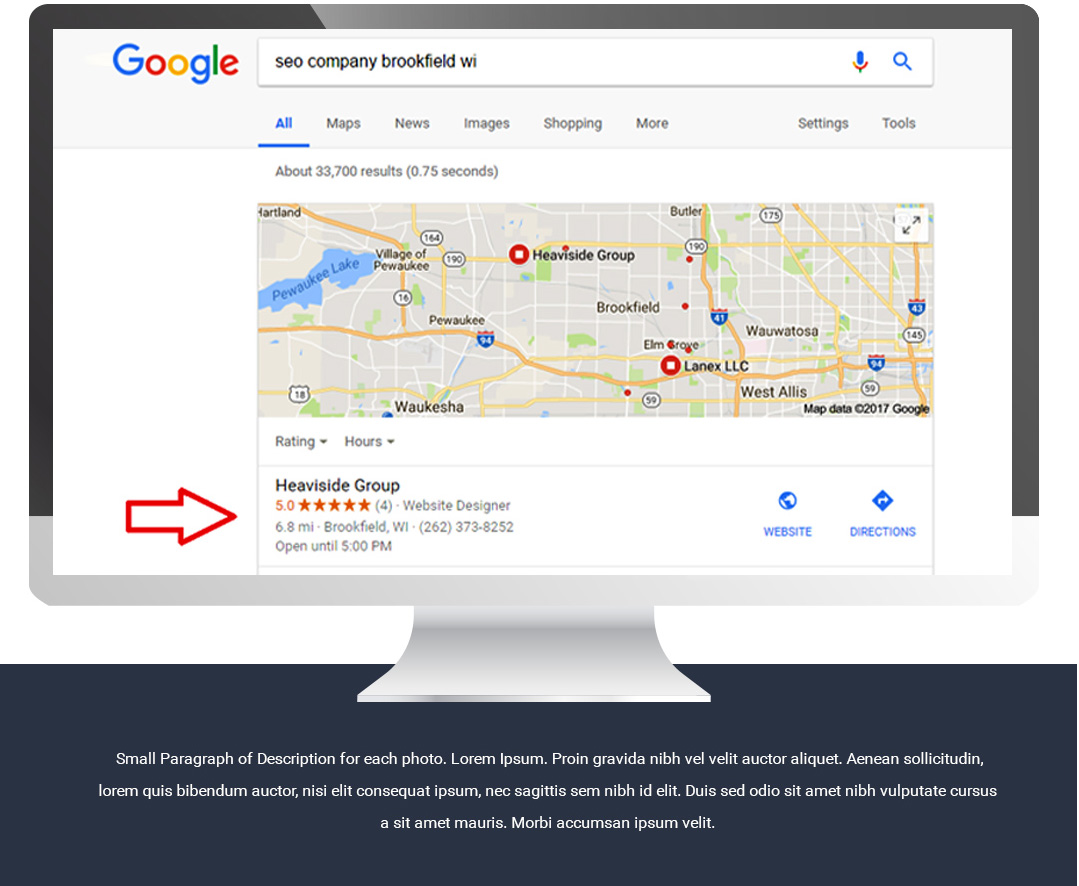 Google
seo company brookfield wi
All Maps News Images Shopping More Settings Tools
About 33,700 results (0.75 seconds)
Hartland
Butler
175
164
190
Village of
Pewaukee
190
Heaviside Group
Pewaukee Lake
16
Brookfield
43
41
Pewaukee
Wauwatosa
145
94
Elm Grove
Lanex LLC
94
18
59
West Allis
59
Waukesha
Map data ©2017 Google
Rating Hours
Heaviside Group
5.0 ★★★★★ (4) · Website Designer
6.8 mi · Brookfield, WI · (262) 373-8252
Open until 5:00 PM
WEBSITE DIRECTIONS
Small Paragraph of Description for each photo. Lorem Ipsum. Proin gravida nibh vel velit auctor aliquet. Aenean sollicitudin,
lorem quis bibendum auctor, nisi elit consequat ipsum, nec sagittis sem nibh id elit. Duis sed odio sit amet nibh vulputate cursus
a sit amet mauris. Morbi accumsan ipsum velit.